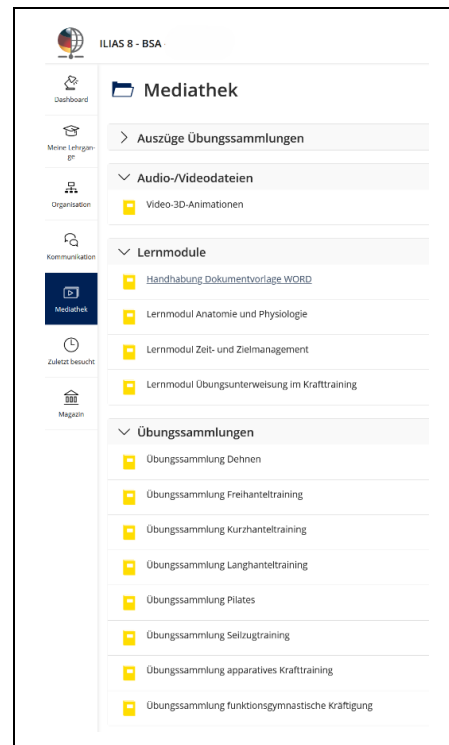 ILIAS 8 - BSA
Dashboard
Meine Lehrgän-
ge
Organisation
Kommunikation
Mediathek
Zuletzt besucht
Magazin
Mediathek
Auszüge Übungssammlungen
Audio-/Videodateien
Video-3D-Animationen
Lernmodule
Handhabung Dokumentvorlage WORD
Lernmodul Anatomie und Physiologie
Lernmodul Zeit- und Zielmanagement
Lernmodul Übungsunterweisung im Krafttraining
Übungssammlungen
Übungssammlung Dehnen
Übungssammlung Freihanteltraining
Übungssammlung Kurzhanteltraining
Übungssammlung Langhanteltraining
Übungssammlung Pilates
Übungssammlung Seilzugtraining
Übungssammlung apparatives Krafttraining
Übungssammlung funktionsgymnastische Kräftigung